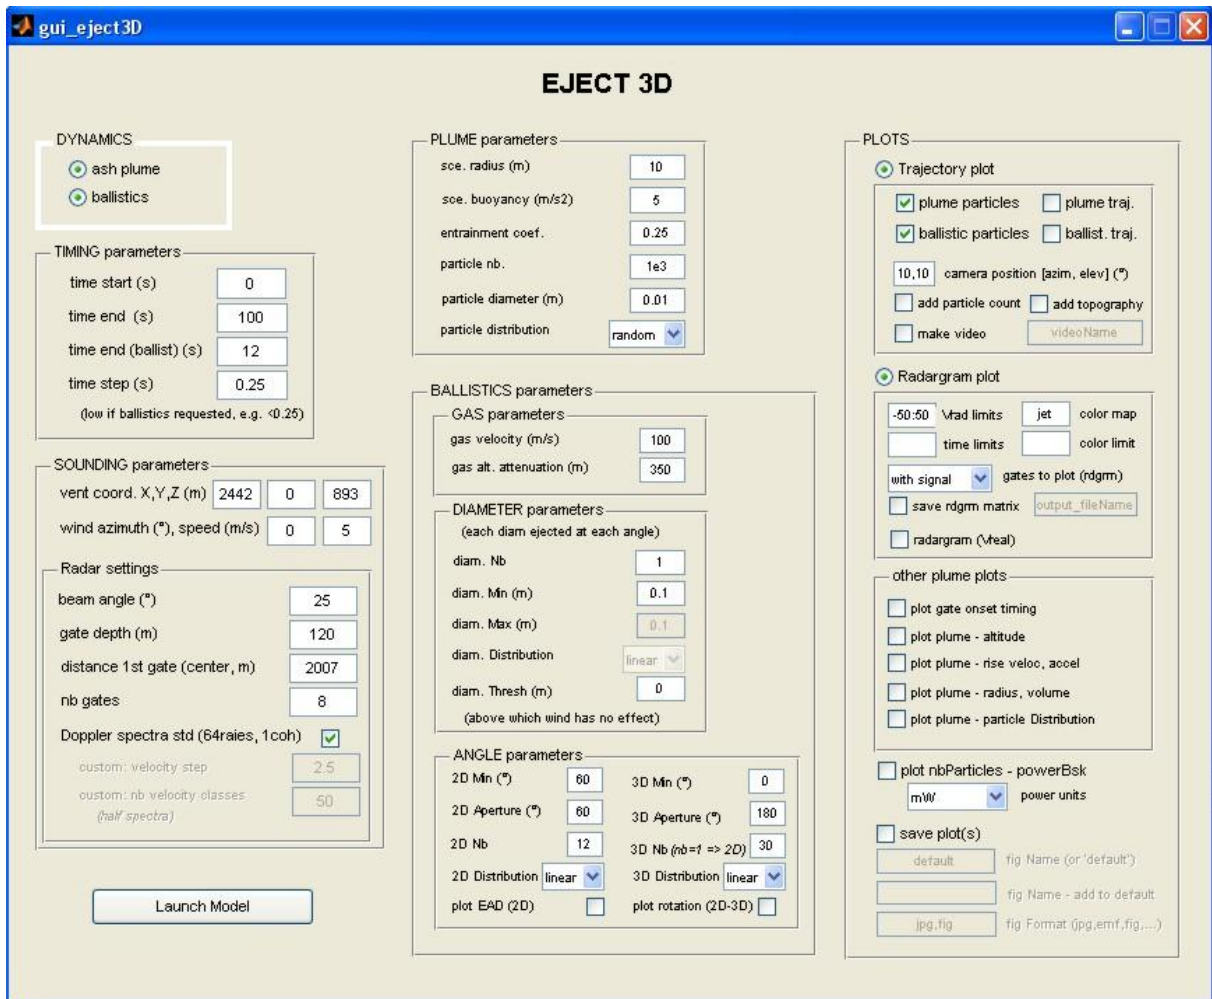 gui_eject3D
EJECT 3D
DYNAMICS
ash plume
ballistics
TIMING parameters
time start (s) 0
time end (s) 100
time end (ballist) (s) 12
time step (s) 0.25
(low if ballistics requested, e.g. <0.25)
SOUNDING parameters
vent coord. X,Y,Z (m) 2442 0 893
wind azimuth (°), speed (m/s) 0 5
Radar settings
beam angle (°) 25
gate depth (m) 120
distance 1st gate (center, m) 2007
nb gates 8
Doppler spectra std (64raies, 1coh)
custom: velocity step 2.5
custom: nb velocity classes 50
(half spectra)
Launch Model
PLUME parameters
sce. radius (m) 10
sce. buoyancy (m/s2) 5
entrainment coef. 0.25
particle nb. 1e3
particle diameter (m) 0.01
particle distribution random
BALLISTICS parameters
GAS parameters
gas velocity (m/s) 100
gas alt. attenuation (m) 350
DIAMETER parameters
(each diam ejected at each angle)
diam. Nb 1
diam. Min (m) 0.1
diam. Max (m) 0.1
diam. Distribution linear
diam. Thresh (m) 0
(above which wind has no effect)
ANGLE parameters
2D Min (°) 60 3D Min (°) 0
2D Aperture (°) 60 3D Aperture (°) 180
2D Nb 12 3D Nb (nb=1 => 2D) 30
2D Distribution linear 3D Distribution linear
plot EAD (2D) plot rotation (2D-3D)
PLOTS
Trajectory plot
plume particles plume traj.
ballistic particles ballist. traj.
10,10 camera position [azim, elev] (°)
add particle count add topography
make video videoName
Radargram plot
-50:50 Vrad limits jet color map
time limits color limit
with signal gates to plot (rdgrm)
save rdgrm matrix output_fileName
radargram (Vreal)
other plume plots
plot gate onset timing
plot plume - altitude
plot plume - rise veloc, accel
plot plume - radius, volume
plot plume - particle Distribution
plot nbParticles - powerBsk
mW power units
save plot(s)
default fig Name (or 'default')
fig Name - add to default
jpg,fig fig Format (jpg,emf,fig,...)